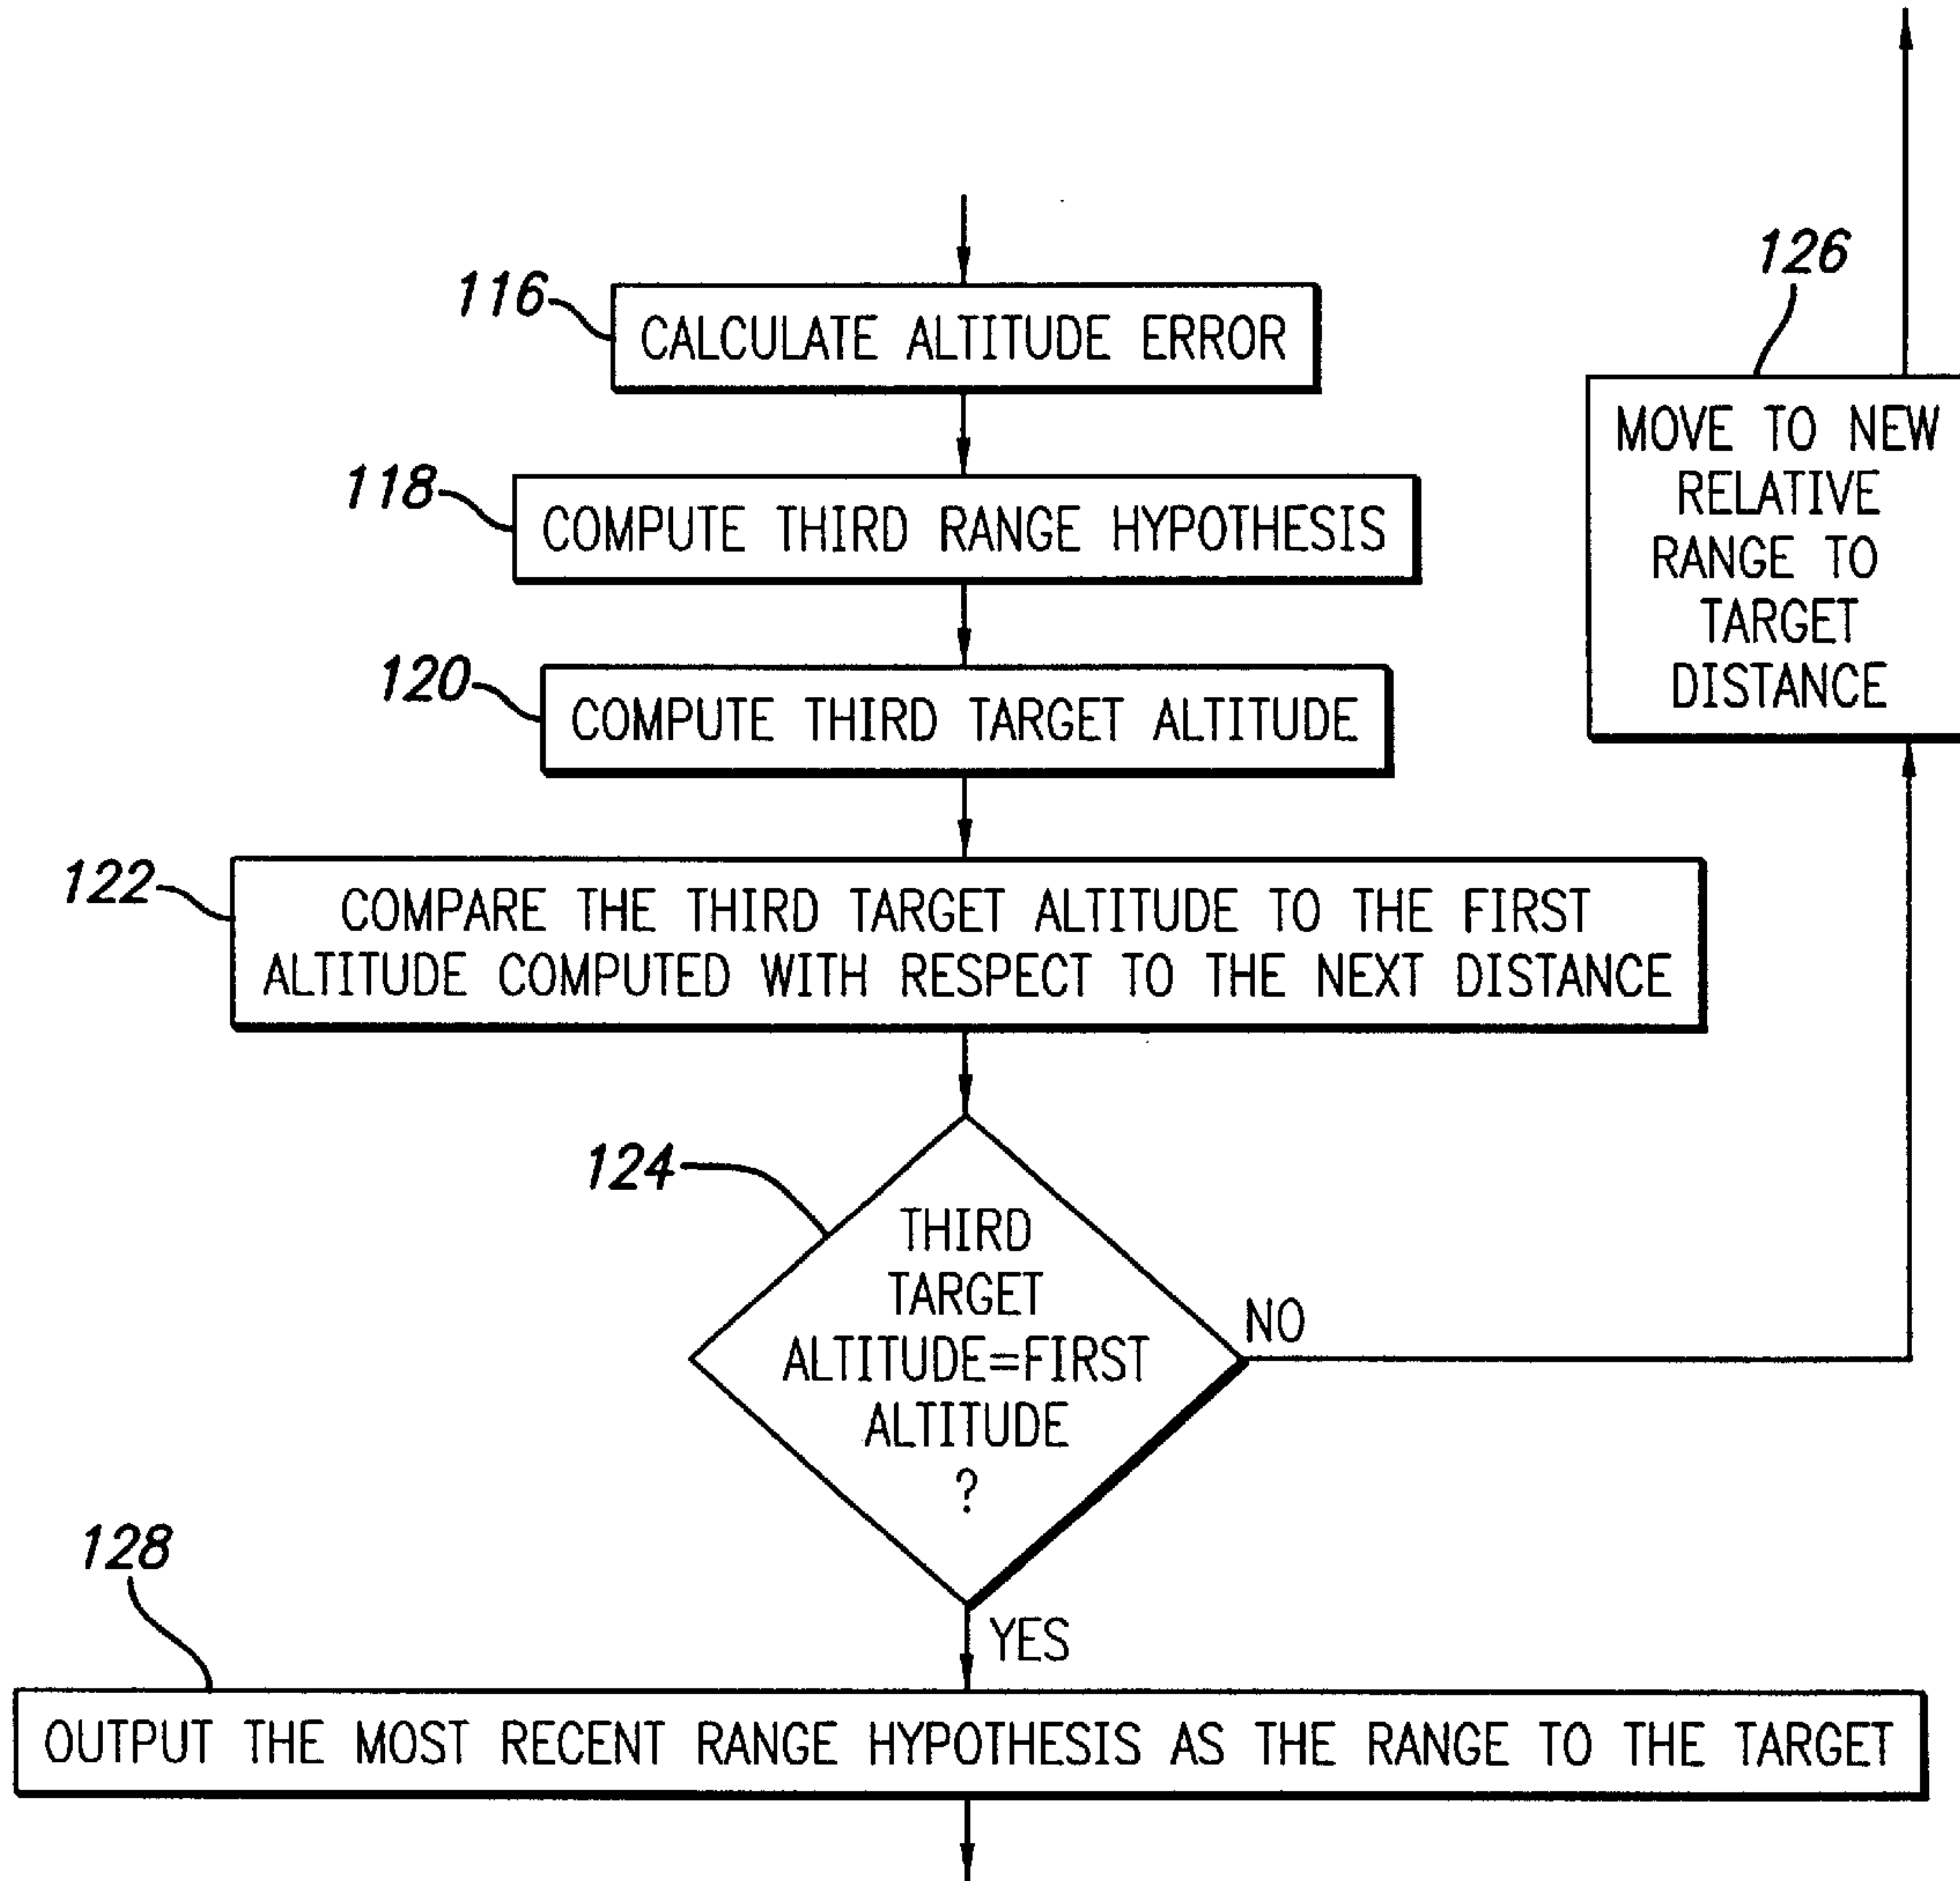 116
CALCULATE ALTITUDE ERROR
118
COMPUTE THIRD RANGE HYPOTHESIS
120
COMPUTE THIRD TARGET ALTITUDE
122
COMPARE THE THIRD TARGET ALTITUDE TO THE FIRST
ALTITUDE COMPUTED WITH RESPECT TO THE NEXT DISTANCE
124
THIRD
TARGET
ALTITUDE=FIRST
ALTITUDE
?
NO
126
MOVE TO NEW
RELATIVE
RANGE TO
TARGET
DISTANCE
YES
128
OUTPUT THE MOST RECENT RANGE HYPOTHESIS AS THE RANGE TO THE TARGET